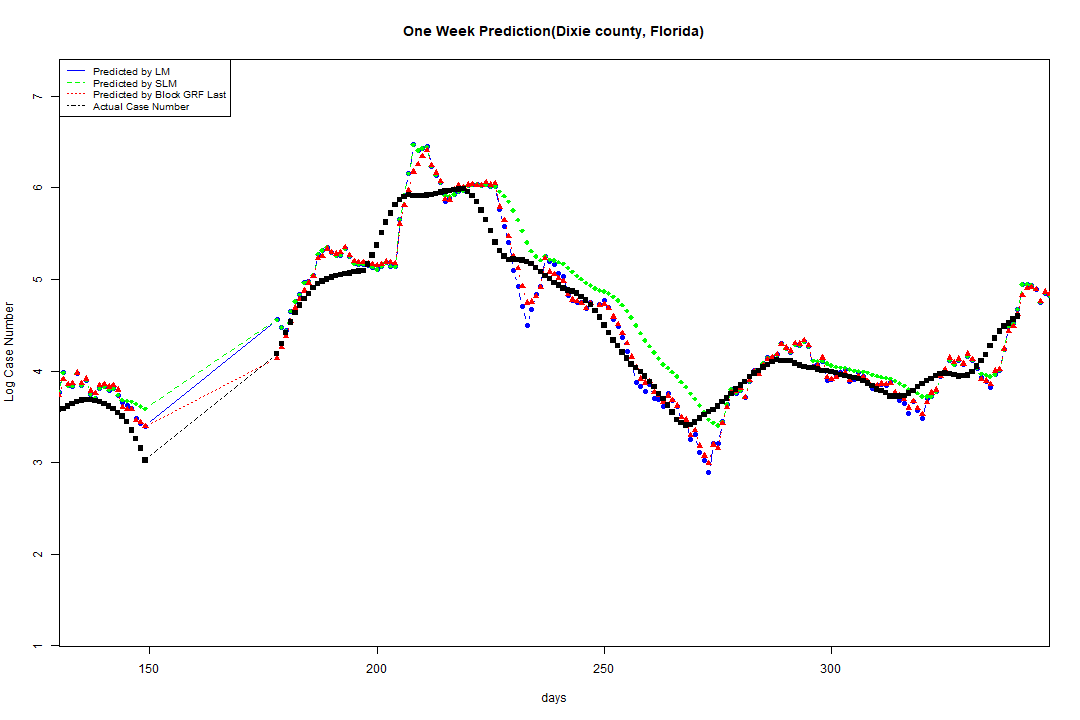 One Week Prediction(Dixie county, Florida)
Predicted by LM
Predicted by SLM
Predicted by Block GRF Last
Actual Case Number
Log Case Number
7
6
5
4
3
2
1
150 200 250 300
days